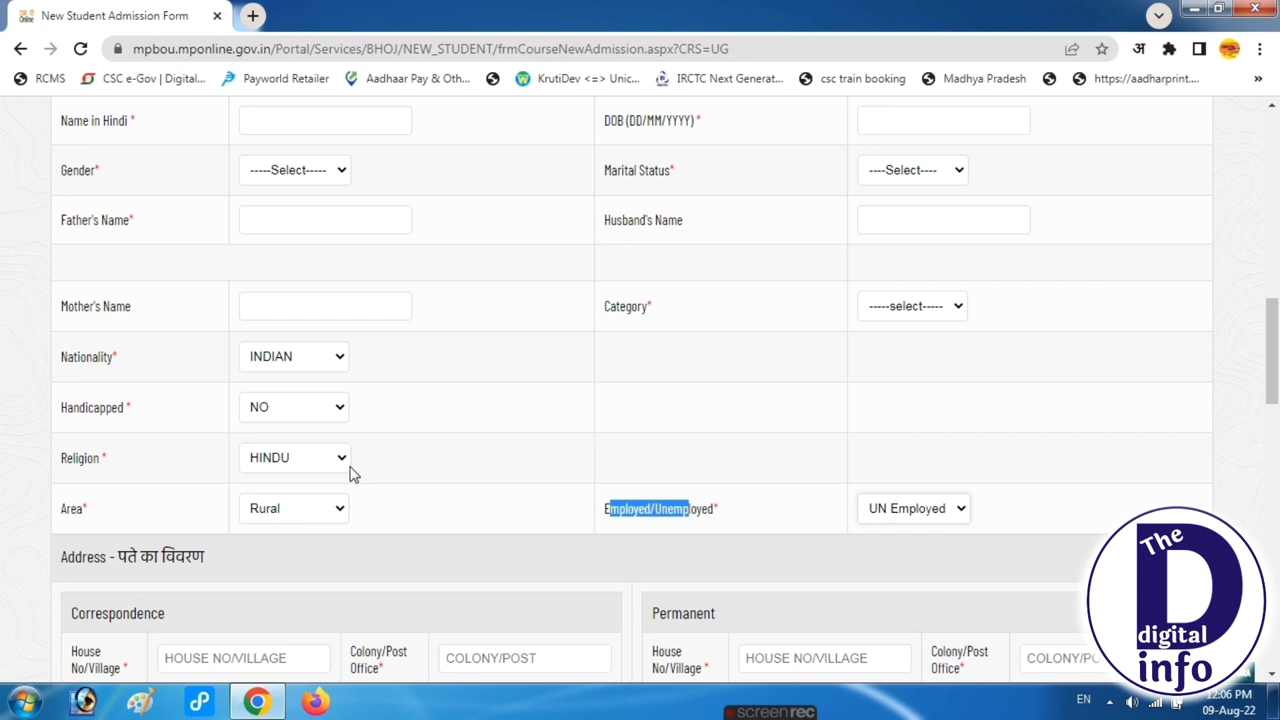 New Student Admission Form
mpbou.mponline.gov.in/Portal/Services/BHOJ/NEW_STUDENT/frmCourseNewAdmission.aspx?CRS=UG
अ
RCMS CSC e-Gov | Digital... Payworld Retailer Aadhaar Pay & Oth... KrutiDev <=> Unic... IRCTC Next Generat... csc train booking Madhya Pradesh https://aadharprint.... »
Name in Hindi * DOB (DD/MM/YYYY) *
Gender* -----Select----- Marital Status* ----Select----
Father's Name* Husband's Name
Mother's Name Category* -----select-----
Nationality* INDIAN
Handicapped * NO
Religion * HINDU
Area* Rural Employed/Unemployed* UN Employed
Address - पते का विवरण
Correspondence Permanent
House No/Village * HOUSE NO/VILLAGE Colony/Post Office* COLONY/POST House No/Village * HOUSE NO/VILLAGE Colony/Post Office* COLONY/PO
The
D
digital
info
EN 12:06 PM
09-Aug-22
screenrec